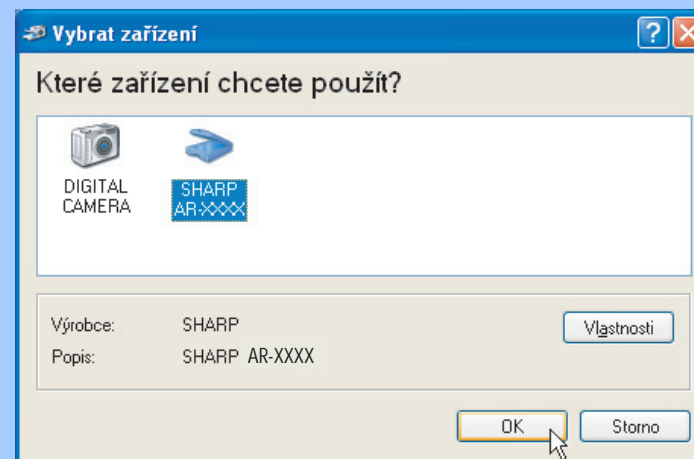 Vybrat zařízení
Které zařízení chcete použít?
DIGITAL
CAMERA
SHARP
AR-XXXX
Výrobce: SHARP
Vlastnosti
Popis: SHARP AR-XXXX
OK
Storno